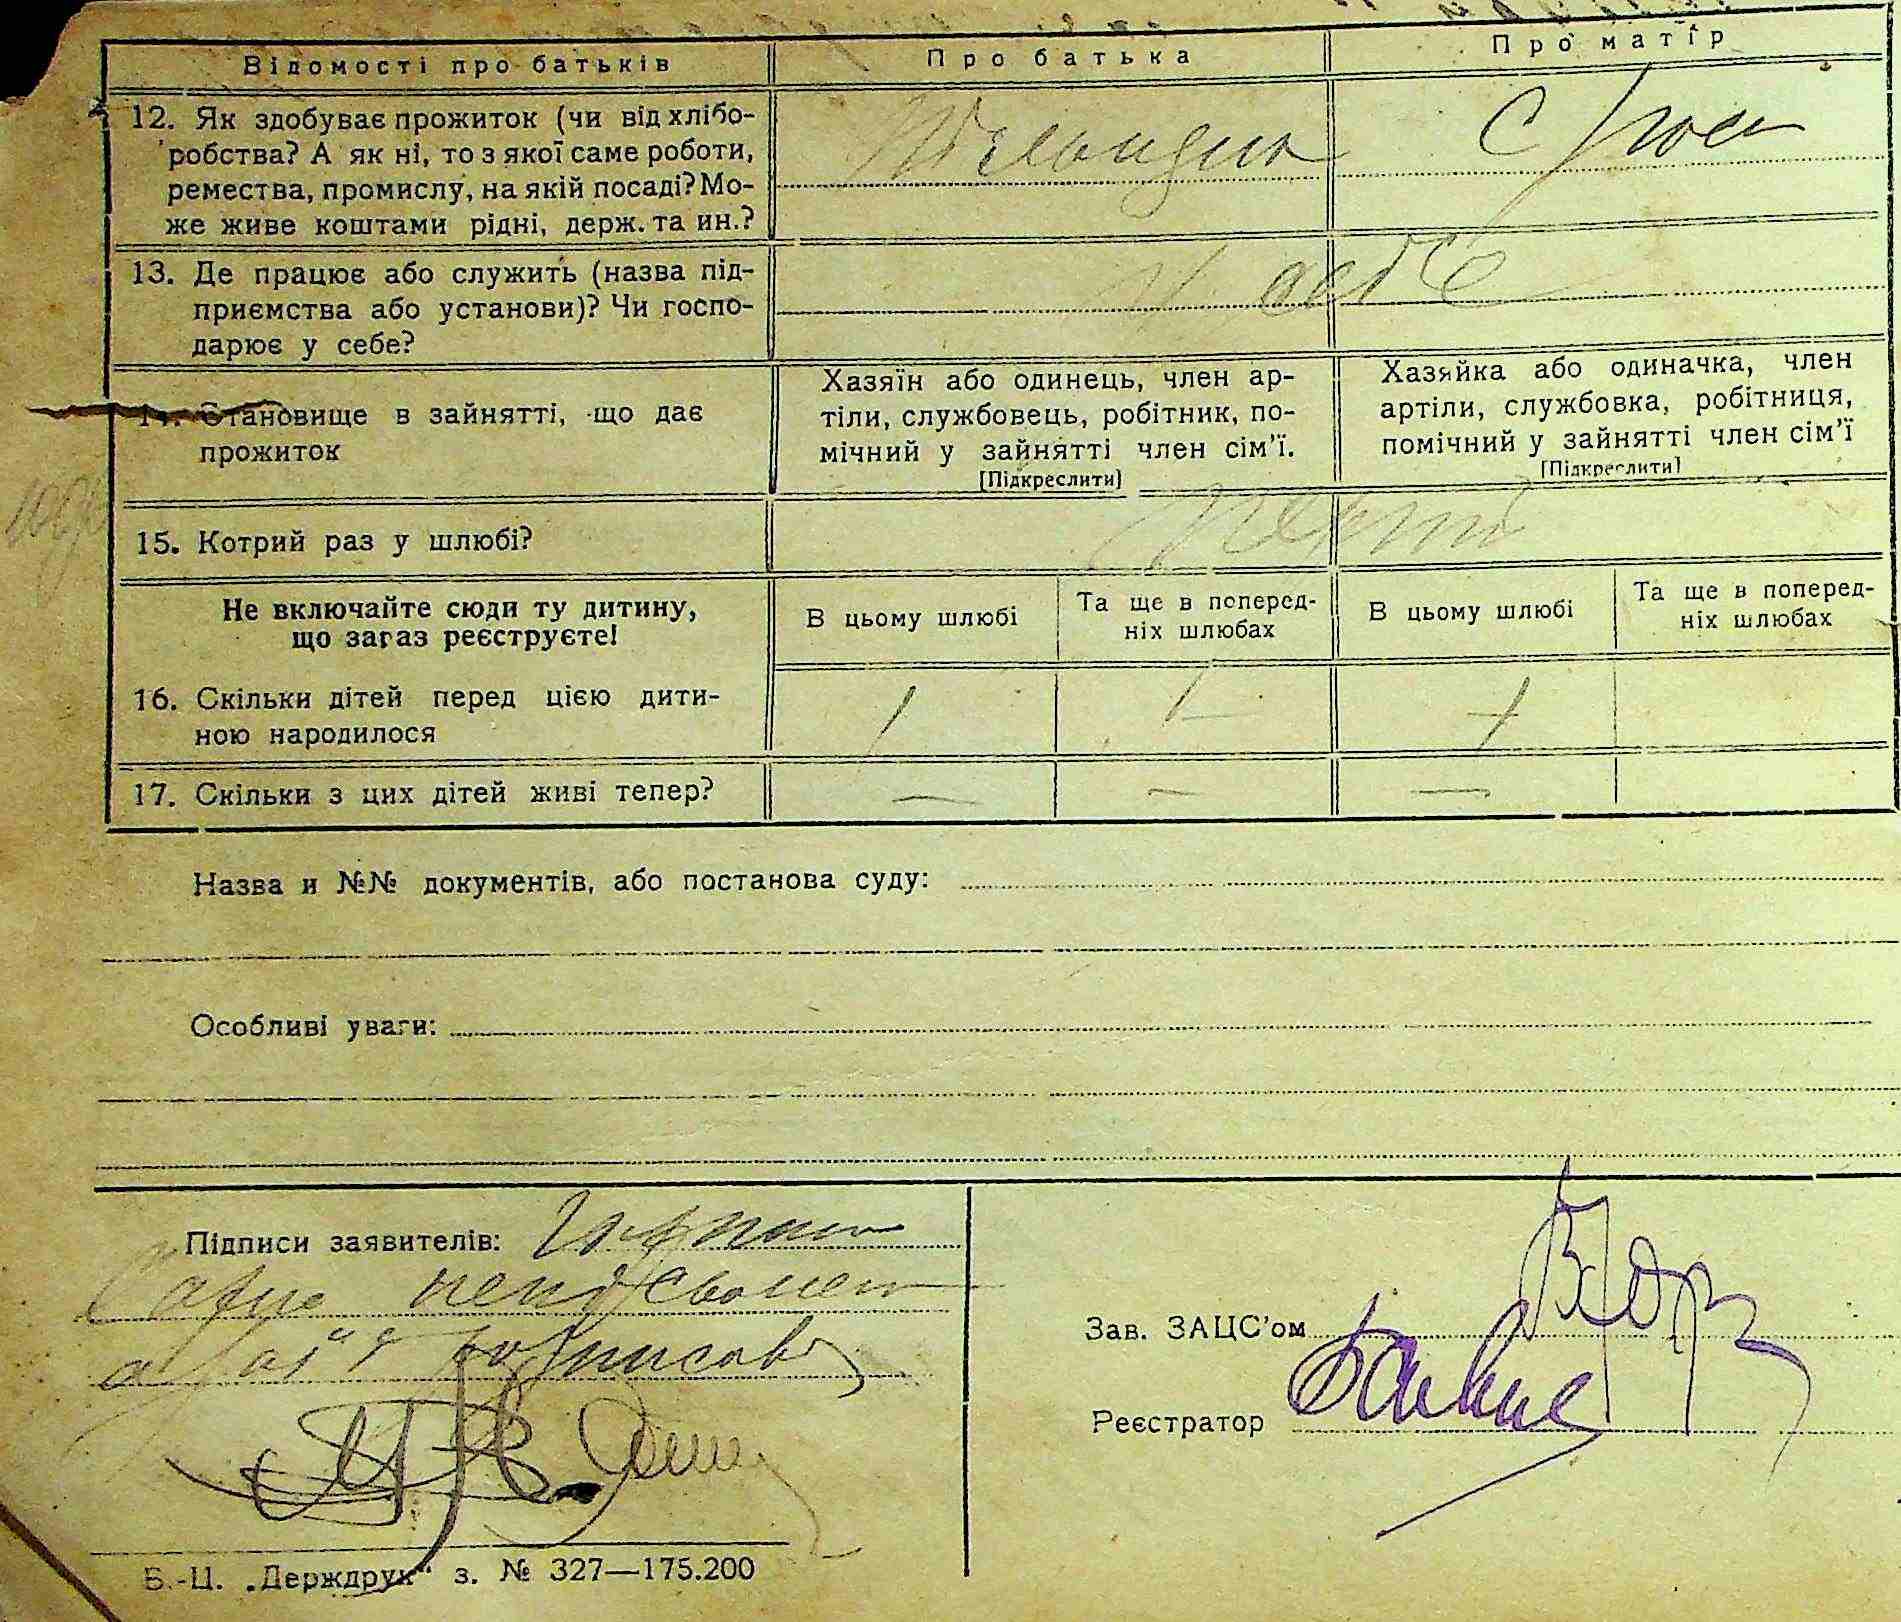 Відомості про батьків
Про батька
Про матір
12. Як здобуває прожиток (чи від хлібо-
робства? А як ні, то з якої саме роботи,
ремества, промислу, на якій посаді? Мо-
же живе коштами рідні, держ. та ин.?
13. Де працює або служить (назва під-
приємства або установи)? Чи госпо-
дарює у себе?
У себе
14. Становище в зайнятті, що дає
прожиток
Хазяїн або одинець, член ар-
тіли, службовець, робітник, по-
мічний у зайнятті член сім'ї.
[Підкреслити]
Хазяйка або одиначка, член
артіли, службовка, робітниця,
помічний у зайнятті член сім'ї
[Підкреслити]
15. Котрий раз у шлюбі?
Не включайте сюди ту дитину,
що зараз реєструєте!
В цьому шлюбі
Та ще в поперед-
ніх шлюбах
В цьому шлюбі
Та ще в поперед-
ніх шлюбах
16. Скільки дітей перед цією дити-
ною народилося
1 — 1
17. Скільки з цих дітей живі тепер?
— — —
Назва и №№ документів, або постанова суду:
Особливі уваги:
Підписи заявителів:
Зав. ЗАЦС'ом
Реєстратор
Б.-Ц. „Держдрук“ з. № 327—175.200